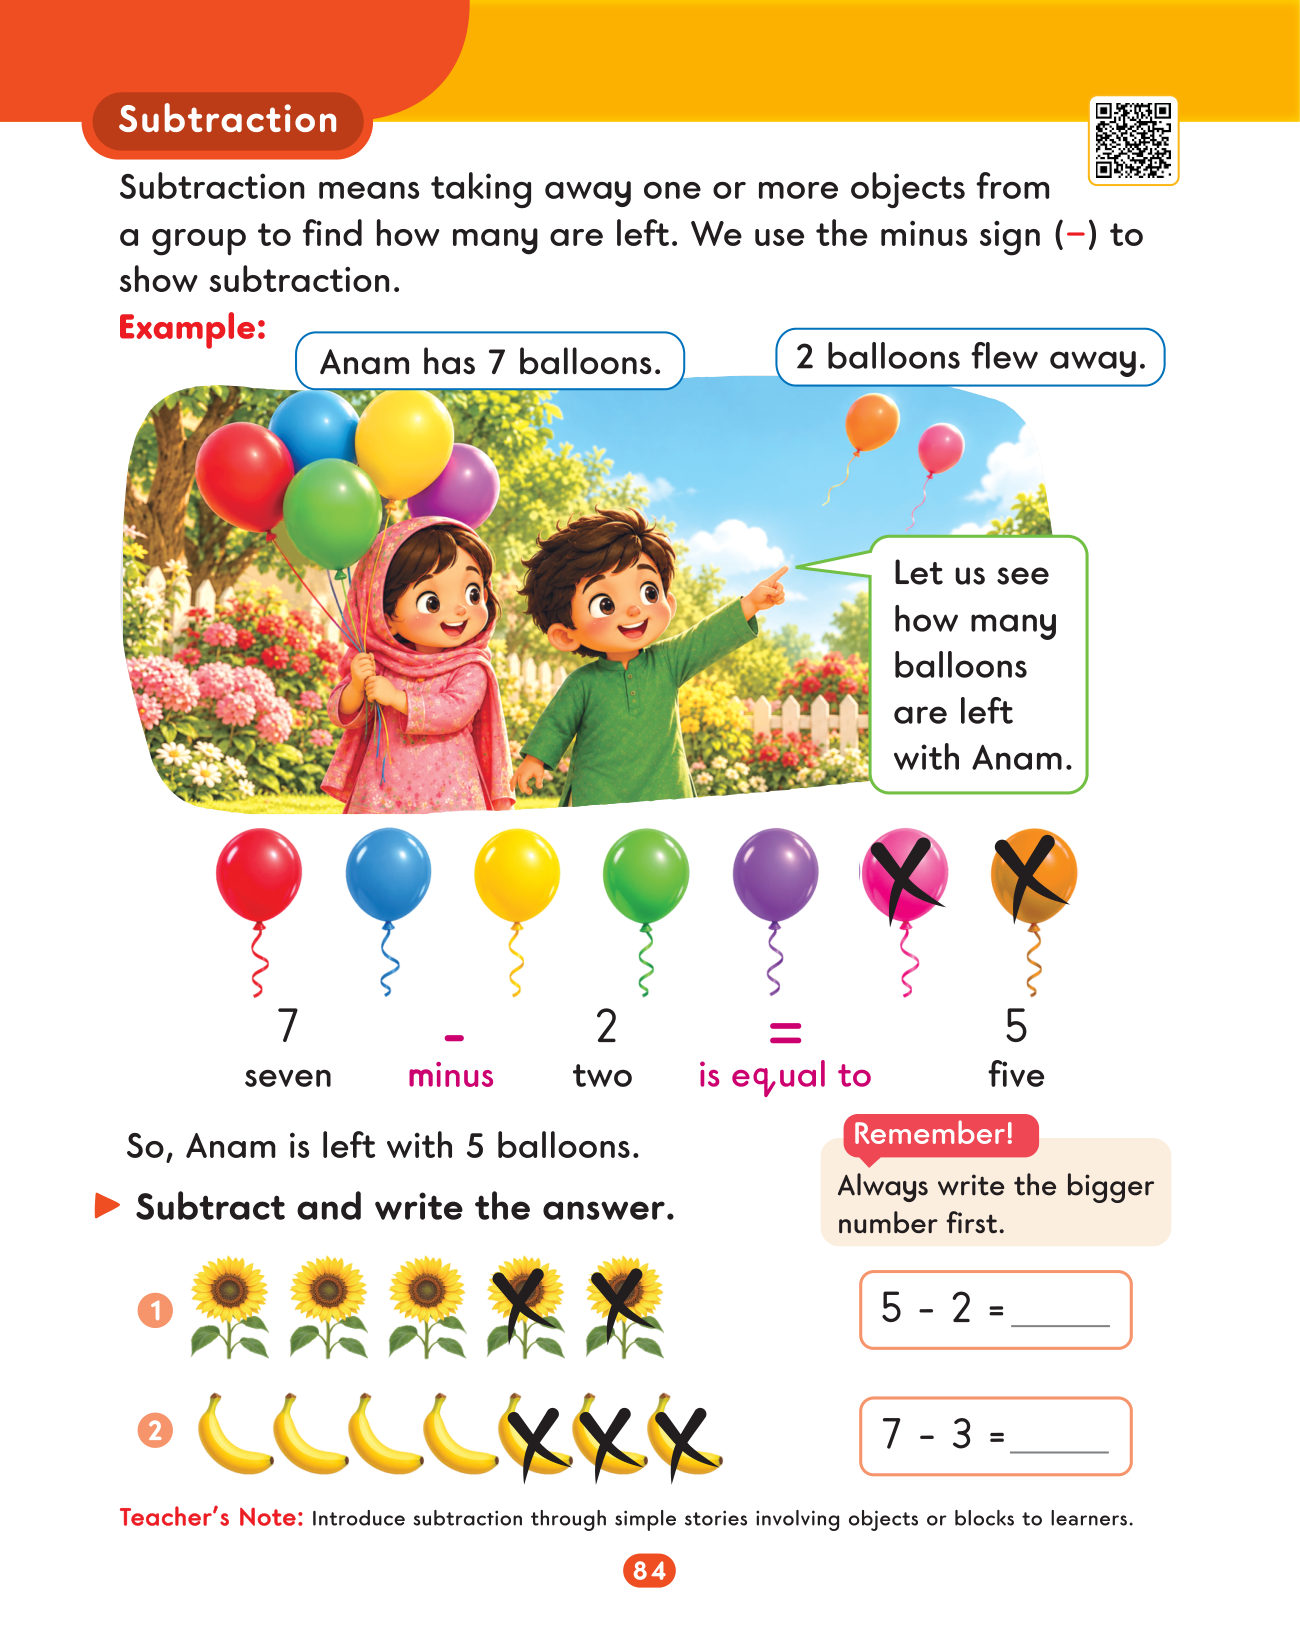 Subtraction
Subtraction means taking away one or more objects from
a group to find how many are left. We use the minus sign (–) to
show subtraction.
Example:
Anam has 7 balloons.
2 balloons flew away.
Let us see
how many
balloons
are left
with Anam.
7 - 2 = 5
seven minus two is equal to five
So, Anam is left with 5 balloons.
Remember!
Always write the bigger
number first.
Subtract and write the answer.
1 5 - 2 = ______
2 7 - 3 = ______
Teacher's Note: Introduce subtraction through simple stories involving objects or blocks to learners.
84